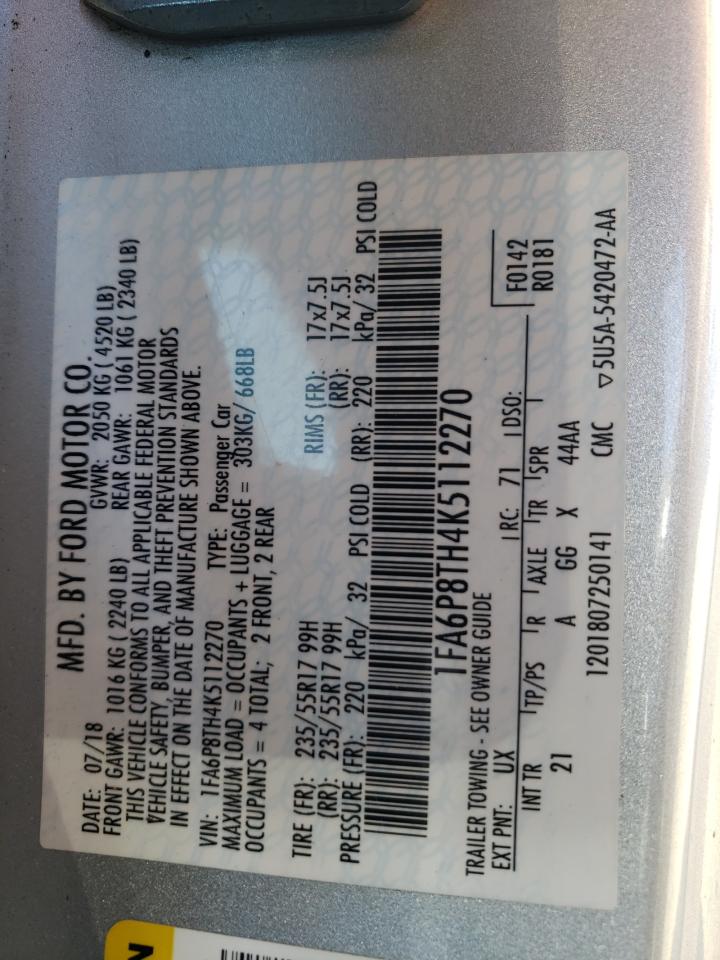 MFD. BY FORD MOTOR CO.
DATE: 07/18 GVWR: 2050 KG ( 4520 LB)
FRONT GAWR: 1016 KG ( 2240 LB) REAR GAWR: 1061 KG ( 2340 LB)
THIS VEHICLE CONFORMS TO ALL APPLICABLE FEDERAL MOTOR
VEHICLE SAFETY, BUMPER, AND THEFT PREVENTION STANDARDS
IN EFFECT ON THE DATE OF MANUFACTURE SHOWN ABOVE.
VIN: 1FA6P8TH4K5112270 TYPE: Passenger Car
MAXIMUM LOAD = OCCUPANTS + LUGGAGE = 303KG/ 668LB
OCCUPANTS = 4 TOTAL; 2 FRONT, 2 REAR
TIRE (FR): 235/55R17 99H RIMS (FR): 17x7.5J
(RR): 235/55R17 99H (RR): 17x7.5J
PRESSURE (FR): 220 kPa/ 32 PSI COLD (RR): 220 kPa/ 32 PSI COLD
1FA6P8TH4K5112270
TRAILER TOWING - SEE OWNER GUIDE
EXT PNT: UX RC: 71 DSO: F0142
INT TR TP/PS R AXLE TR SPR R0181
21 A GG X 44AA
1201807250141 CMC ▽5U5A-5420472-AA
N